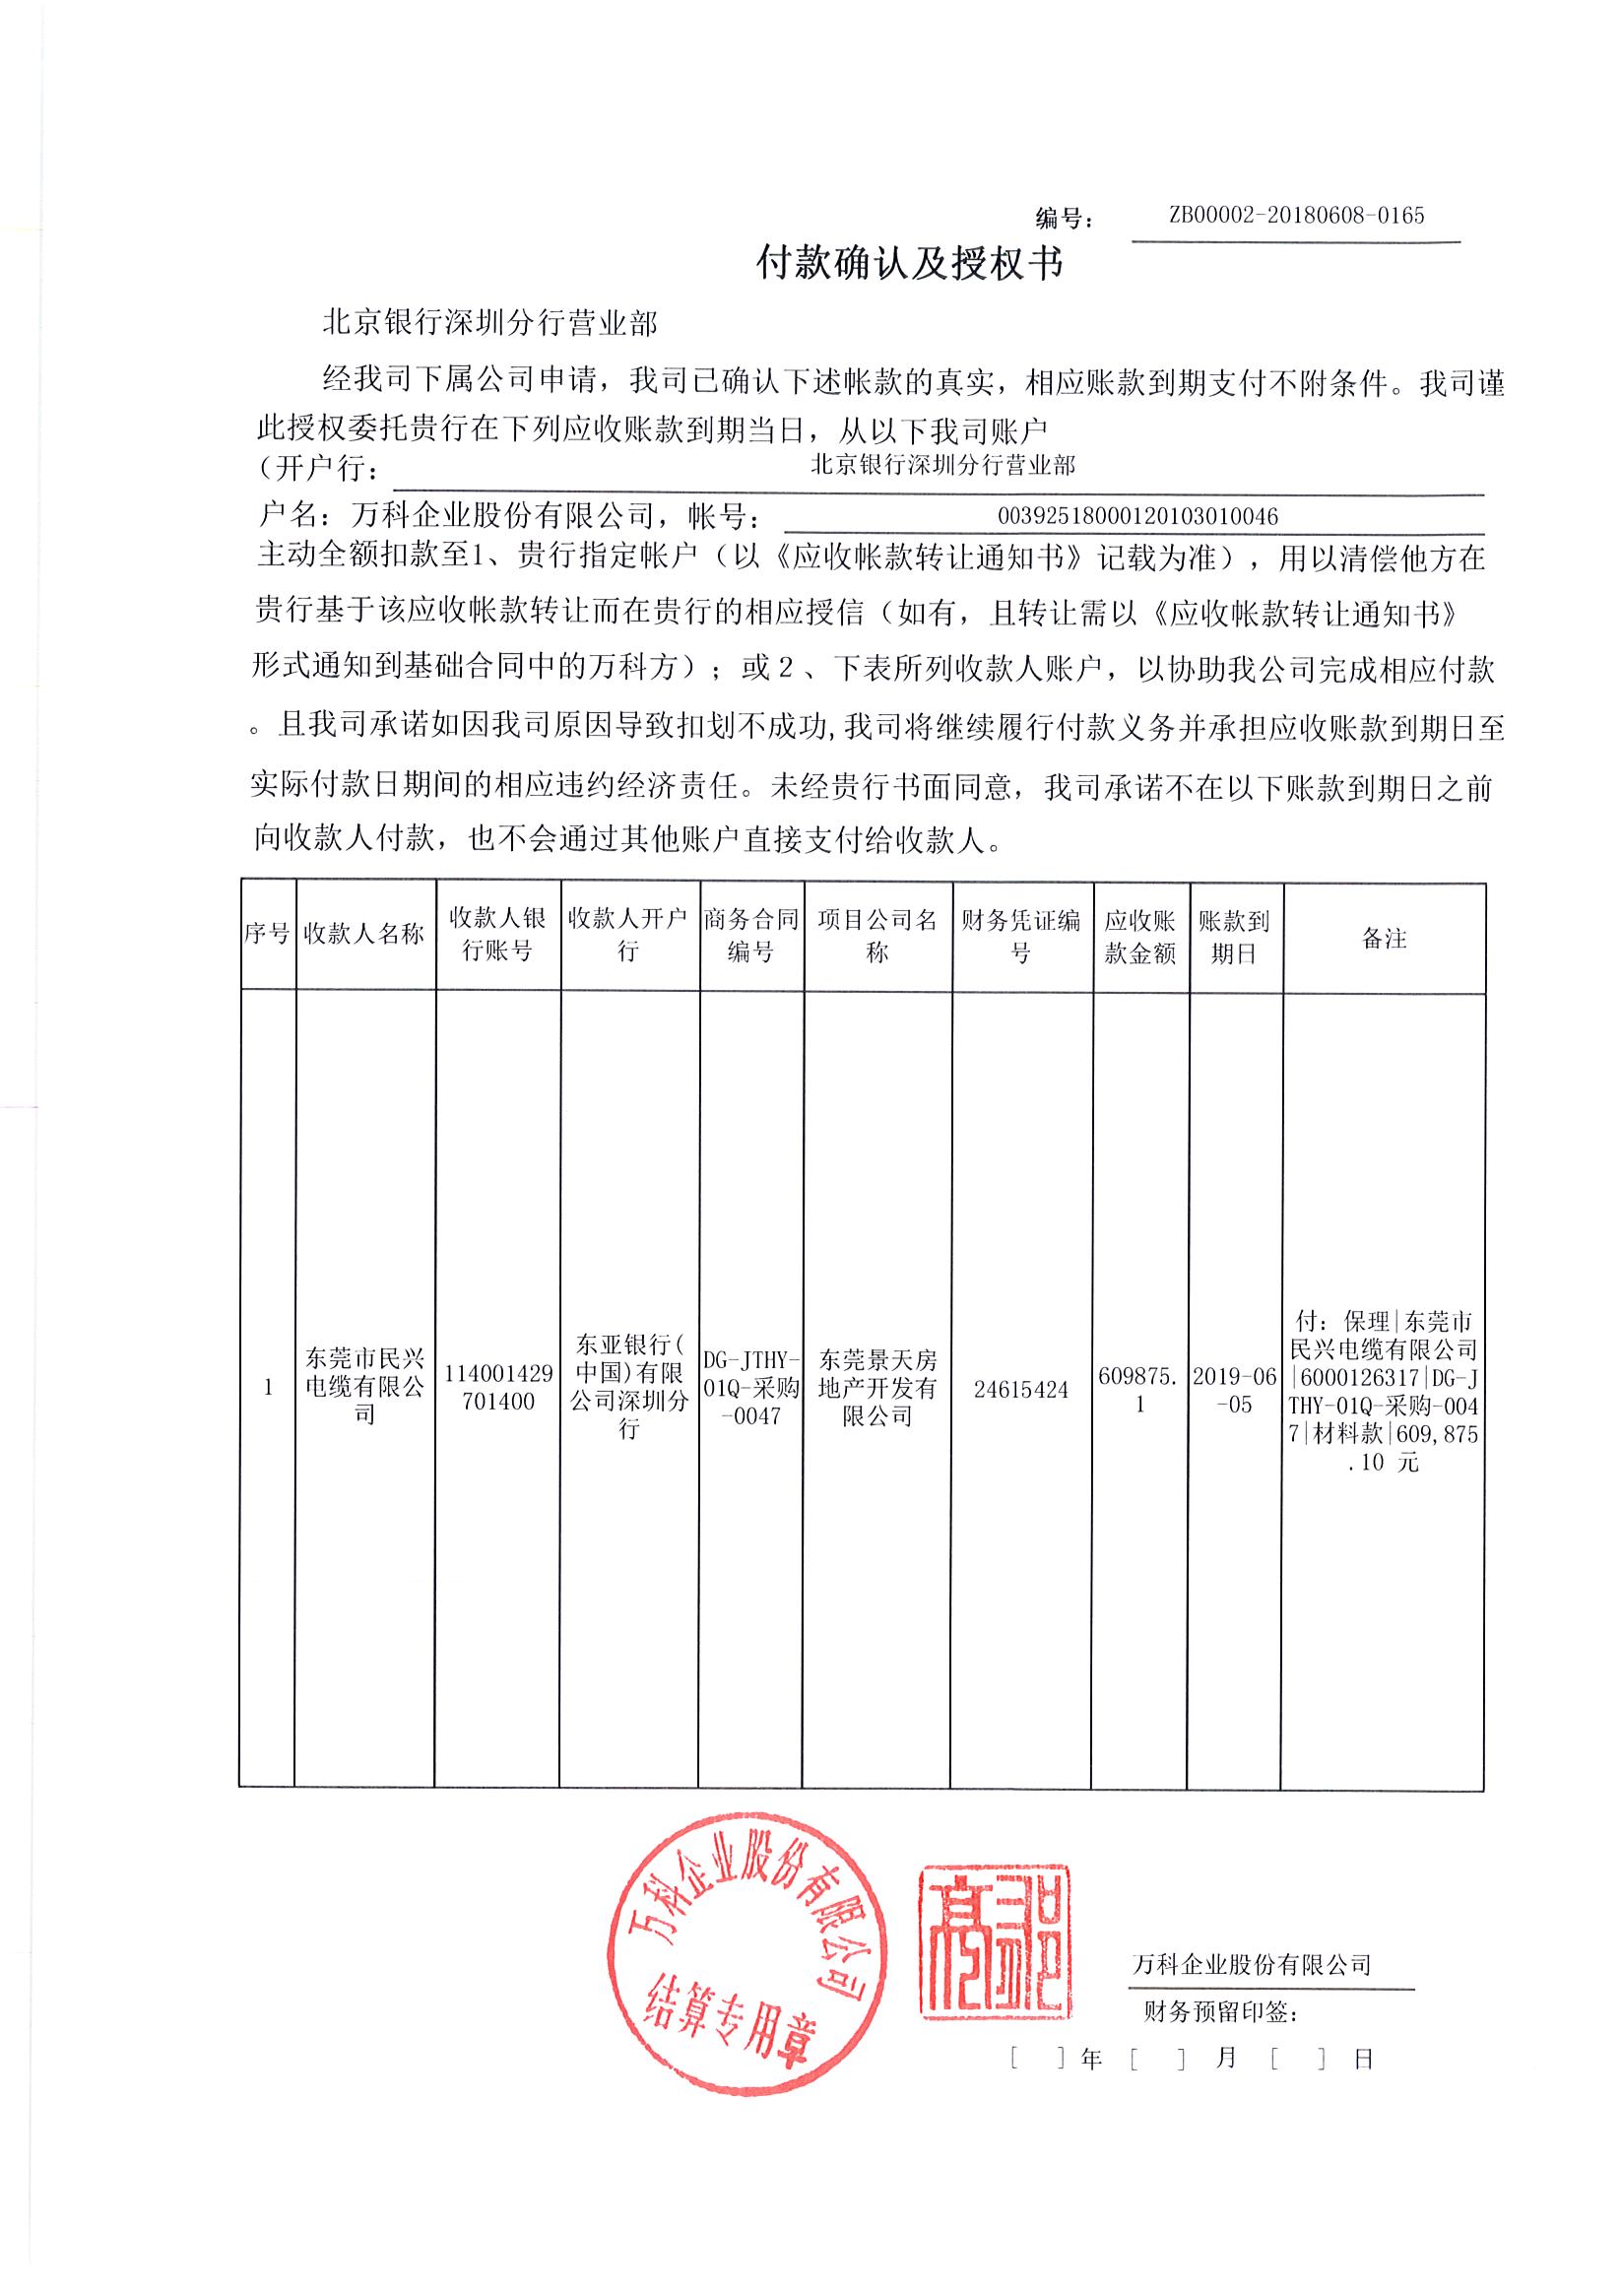 编号： ZB00002-20180608-0165
付款确认及授权书
北京银行深圳分行营业部
经我司下属公司申请，我司已确认下述帐款的真实，相应账款到期支付不附条件。我司谨
此授权委托贵行在下列应收账款到期当日，从以下我司账户
（开户行： 北京银行深圳分行营业部
户名：万科企业股份有限公司，帐号： 00392518000120103010046
主动全额扣款至1、贵行指定帐户（以《应收帐款转让通知书》记载为准），用以清偿他方在
贵行基于该应收帐款转让而在贵行的相应授信（如有，且转让需以《应收帐款转让通知书》
形式通知到基础合同中的万科方）；或２、下表所列收款人账户，以协助我公司完成相应付款
。且我司承诺如因我司原因导致扣划不成功,我司将继续履行付款义务并承担应收账款到期日至
实际付款日期间的相应违约经济责任。未经贵行书面同意，我司承诺不在以下账款到期日之前
向收款人付款，也不会通过其他账户直接支付给收款人。
序号
收款人名称
收款人银
行账号
收款人开户
行
商务合同
编号
项目公司名
称
财务凭证编
号
应收账
款金额
账款到
期日
备注
1
东莞市民兴
电缆有限公
司
114001429
701400
东亚银行(
中国)有限
公司深圳分
行
DG-JTHY-
01Q-采购
-0047
东莞景天房
地产开发有
限公司
24615424
609875.
1
2019-06
-05
付：保理|东莞市
民兴电缆有限公司
|6000126317|DG-J
THY-01Q-采购-004
7|材料款|609,875
.10 元
万科企业股份有限公司
结算专用章
万科企业股份有限公司
财务预留印签：
[ ]年 [ ] 月 [ ] 日